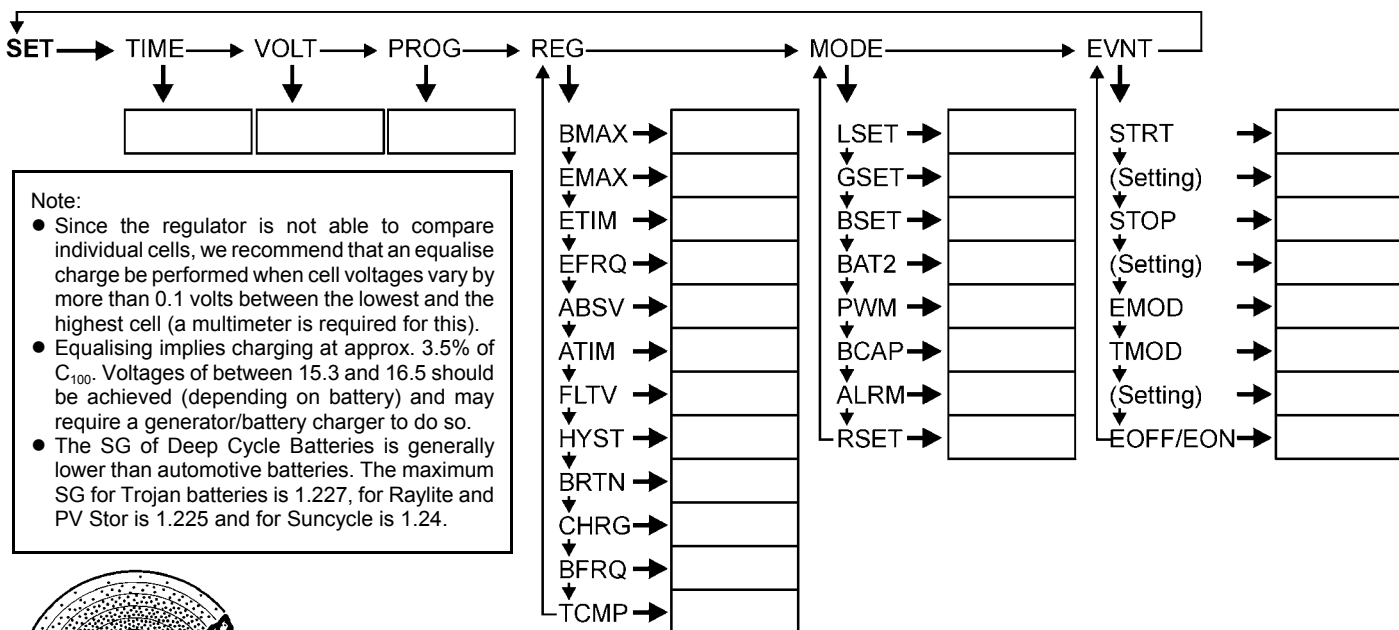 SET TIME VOLT PROG REG MODE EVNT
BMAX LSET STRT
EMAX GSET (Setting)
ETIM BSET STOP
EFRQ BAT2 (Setting)
ABSV PWM EMOD
ATIM BCAP TMOD
FLTV ALRM (Setting)
HYST RSET EOFF/EON
BRTN
CHRG
BFRQ
TCMP
Note:
● Since the regulator is not able to compare
individual cells, we recommend that an equalise
charge be performed when cell voltages vary by
more than 0.1 volts between the lowest and the
highest cell (a multimeter is required for this).
● Equalising implies charging at approx. 3.5% of
C₁₀₀. Voltages of between 15.3 and 16.5 should
be achieved (depending on battery) and may
require a generator/battery charger to do so.
● The SG of Deep Cycle Batteries is generally
lower than automotive batteries. The maximum
SG for Trojan batteries is 1.227, for Raylite and
PV Stor is 1.225 and for Suncycle is 1.24.